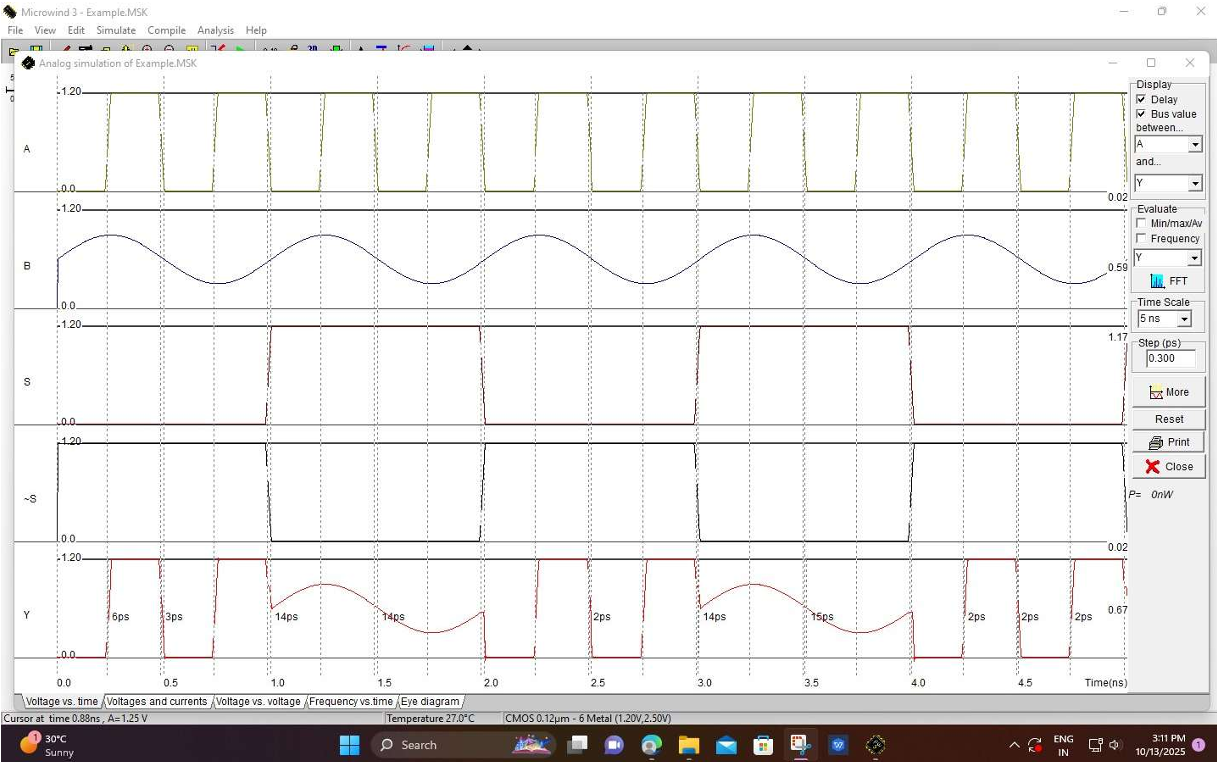 Microwind 3 - Example.MSK
File View Edit Simulate Compile Analysis Help
Analog simulation of Example.MSK
1.20
A
0.0
0.02
1.20
B
0.59
0.0
1.20
1.17
S
0.0
1.20
~S
0.0
0.02
1.20
Y
6ps 3ps 14ps 14ps 2ps 14ps 15ps 2ps 2ps 2ps
0.67
0.0
0.0 0.5 1.0 1.5 2.0 2.5 3.0 3.5 4.0 4.5 Time(ns)
Display
Delay
Bus value
between...
A
and...
Y
Evaluate
Min/max/Av
Frequency
Y
FFT
Time Scale
5 ns
Step (ps)
0.300
More
Reset
Print
Close
P= 0nW
Voltage vs. time Voltages and currents Voltage vs. voltage Frequency vs.time Eye diagram
Cursor at time 0.88ns , A=1.25 V Temperature 27.0°C CMOS 0.12µm - 6 Metal (1.20V,2.50V)
1
30°C
Sunny
Search
ENG
IN
3:11 PM
10/13/2025
1